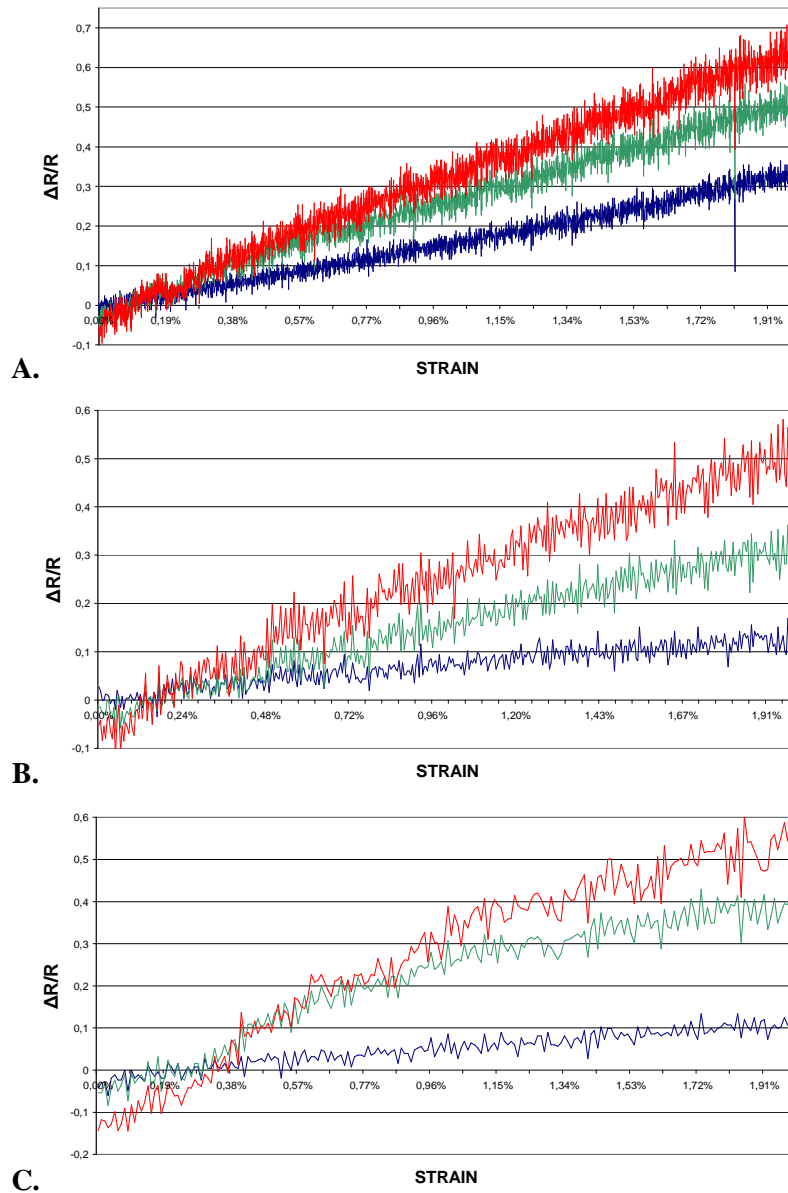 0,7
0,6
0,5
0,4
0,3
0,2
0,1
0
-0,1
ΔR/R
0,00% 0,19% 0,38% 0,57% 0,77% 0,96% 1,15% 1,34% 1,53% 1,72% 1,91%
STRAIN
A.
0,6
0,5
0,4
0,3
0,2
0,1
0
-0,1
ΔR/R
0,00% 0,24% 0,48% 0,72% 0,96% 1,20% 1,43% 1,67% 1,91%
STRAIN
B.
0,6
0,5
0,4
0,3
0,2
0,1
0
-0,1
-0,2
ΔR/R
0,00% 0,19% 0,38% 0,57% 0,77% 0,96% 1,15% 1,34% 1,53% 1,72% 1,91%
STRAIN
C.